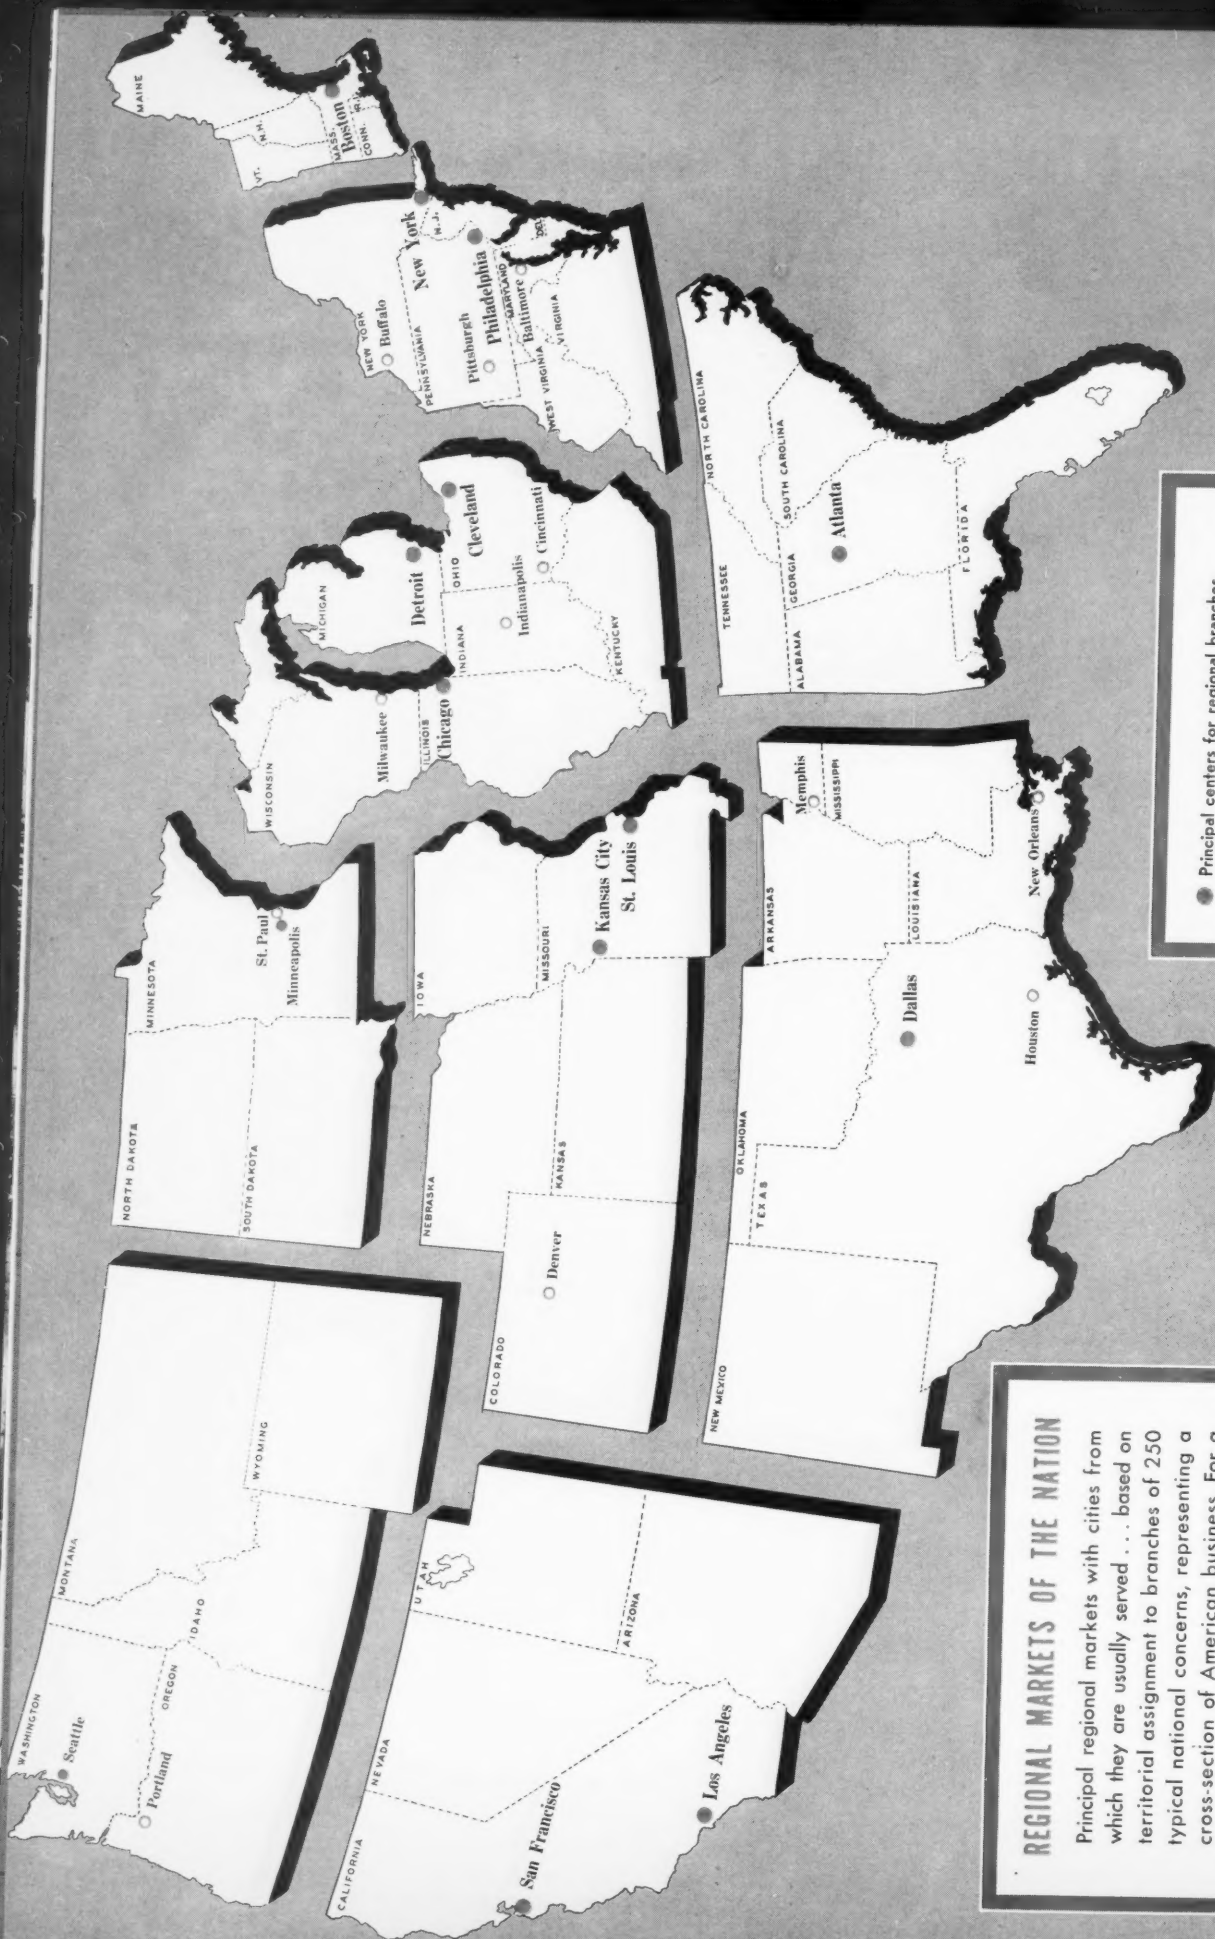 WASHINGTON
Seattle
Portland
OREGON
MONTANA
IDAHO
WYOMING
CALIFORNIA
NEVADA
UTAH
ARIZONA
San Francisco
Los Angeles
NORTH DAKOTA
SOUTH DAKOTA
MINNESOTA
St. Paul
Minneapolis
NEBRASKA
IOWA
COLORADO
Denver
KANSAS
MISSOURI
Kansas City
St. Louis
NEW MEXICO
TEXAS
OKLAHOMA
ARKANSAS
Memphis
MISSISSIPPI
LOUISIANA
Dallas
Houston
New Orleans
WISCONSIN
MICHIGAN
Milwaukee
ILLINOIS
Chicago
Detroit
INDIANA
OHIO
Cleveland
Indianapolis
Cincinnati
KENTUCKY
NEW YORK
Buffalo
PENNSYLVANIA
New York
N.J.
Pittsburgh
Philadelphia
MARYLAND
Baltimore
DEL.
WEST VIRGINIA
VIRGINIA
MAINE
VT.
N.H.
MASS.
Boston
CONN.
R.I.
TENNESSEE
NORTH CAROLINA
ALABAMA
GEORGIA
SOUTH CAROLINA
Atlanta
FLORIDA
REGIONAL MARKETS OF THE NATION
Principal regional markets with cities from
which they are usually served . . . based on
territorial assignment to branches of 250
typical national concerns, representing a
cross-section of American business. For a
Principal centers for regional branches